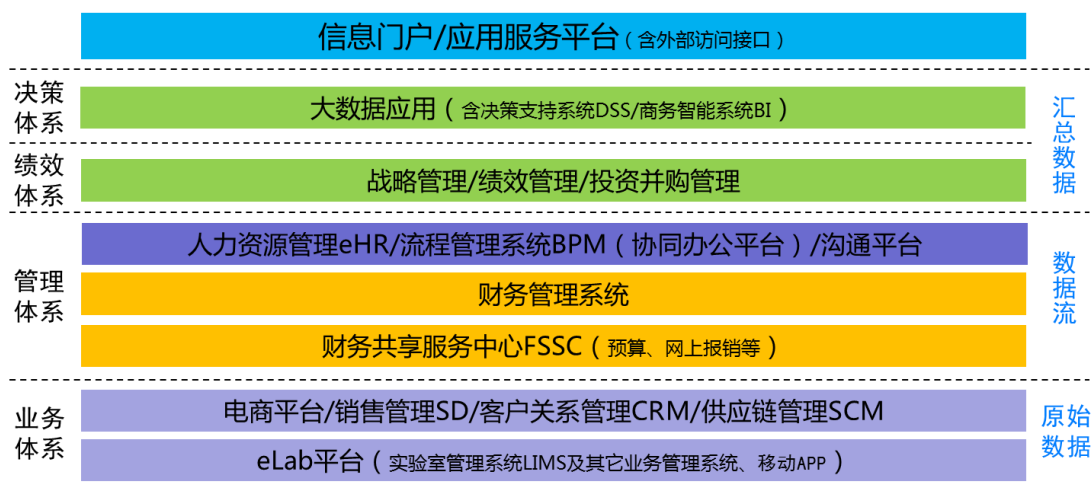 信息门户/应用服务平台（含外部访问接口）
决策
体系
大数据应用（含决策支持系统DSS/商务智能系统BI）
汇
总
数
据
绩效
体系
战略管理/绩效管理/投资并购管理
管理
体系
人力资源管理eHR/流程管理系统BPM（协同办公平台）/沟通平台
财务管理系统
财务共享服务中心FSSC（预算、网上报销等）
数
据
流
业务
体系
电商平台/销售管理SD/客户关系管理CRM/供应链管理SCM
eLab平台（实验室管理系统LIMS及其它业务管理系统、移动APP）
原始
数据